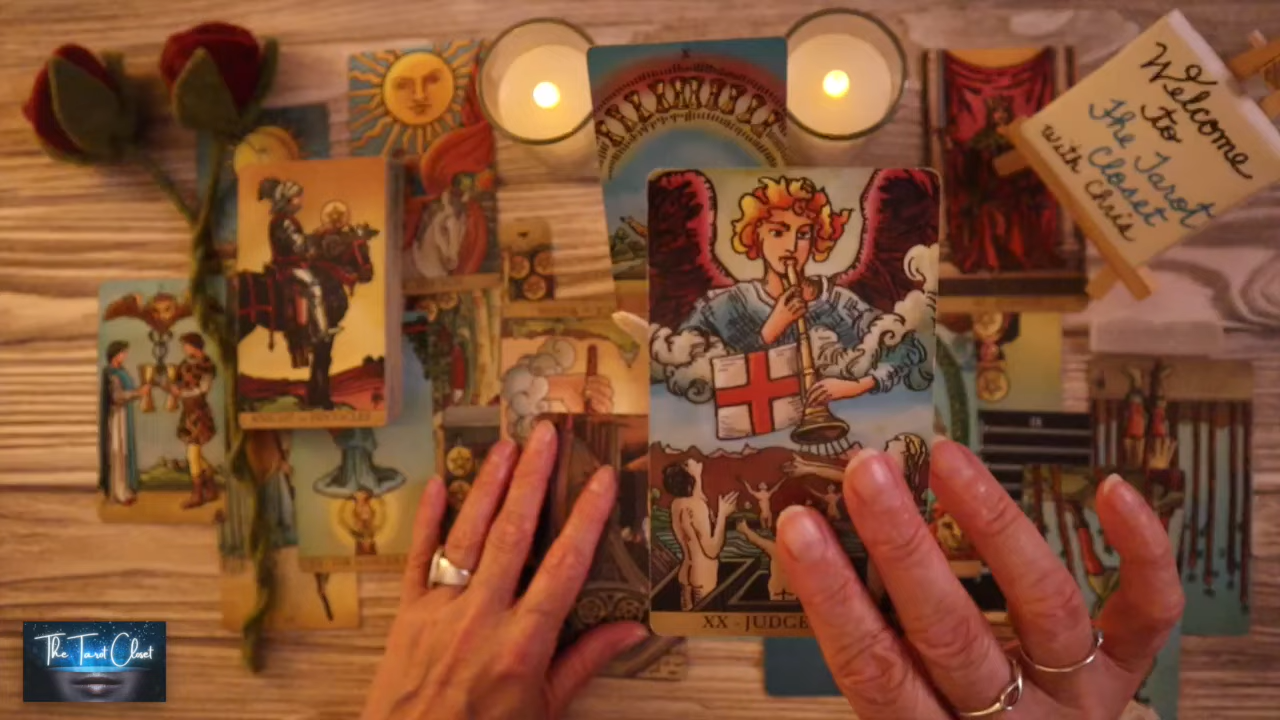 Welcome
To
The Tarot
Closet
with Chris
X
XX - JUDGE
The Tarot Closet